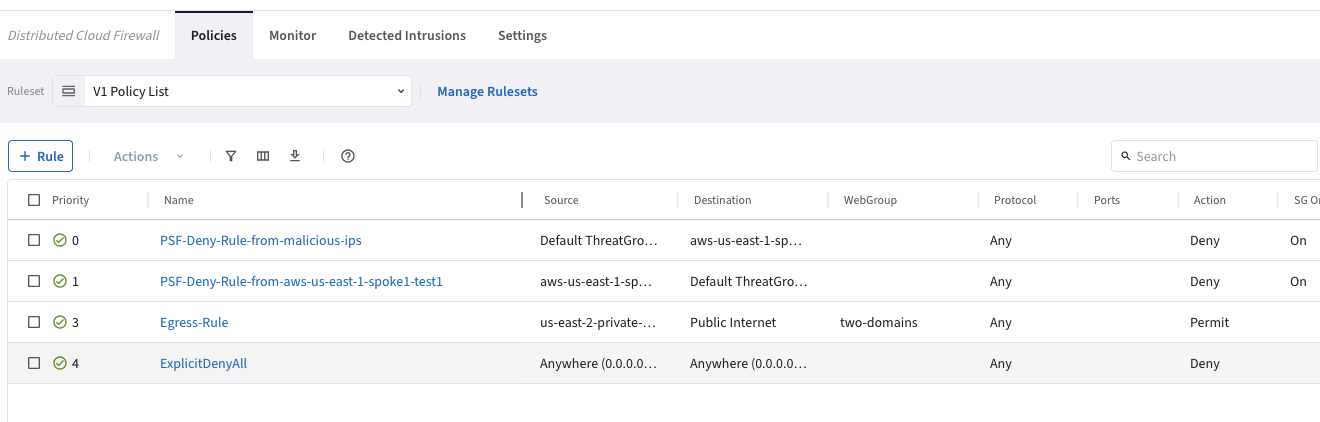 Distributed Cloud Firewall Policies Monitor Detected Intrusions Settings
Ruleset V1 Policy List Manage Rulesets
+ Rule Actions Search
Priority Name Source Destination WebGroup Protocol Ports Action SG Or
0 PSF-Deny-Rule-from-malicious-ips Default ThreatGro… aws-us-east-1-sp… Any Deny On
1 PSF-Deny-Rule-from-aws-us-east-1-spoke1-test1 aws-us-east-1-sp… Default ThreatGro… Any Deny On
3 Egress-Rule us-east-2-private-… Public Internet two-domains Any Permit
4 ExplicitDenyAll Anywhere (0.0.0.0… Anywhere (0.0.0.0… Any Deny